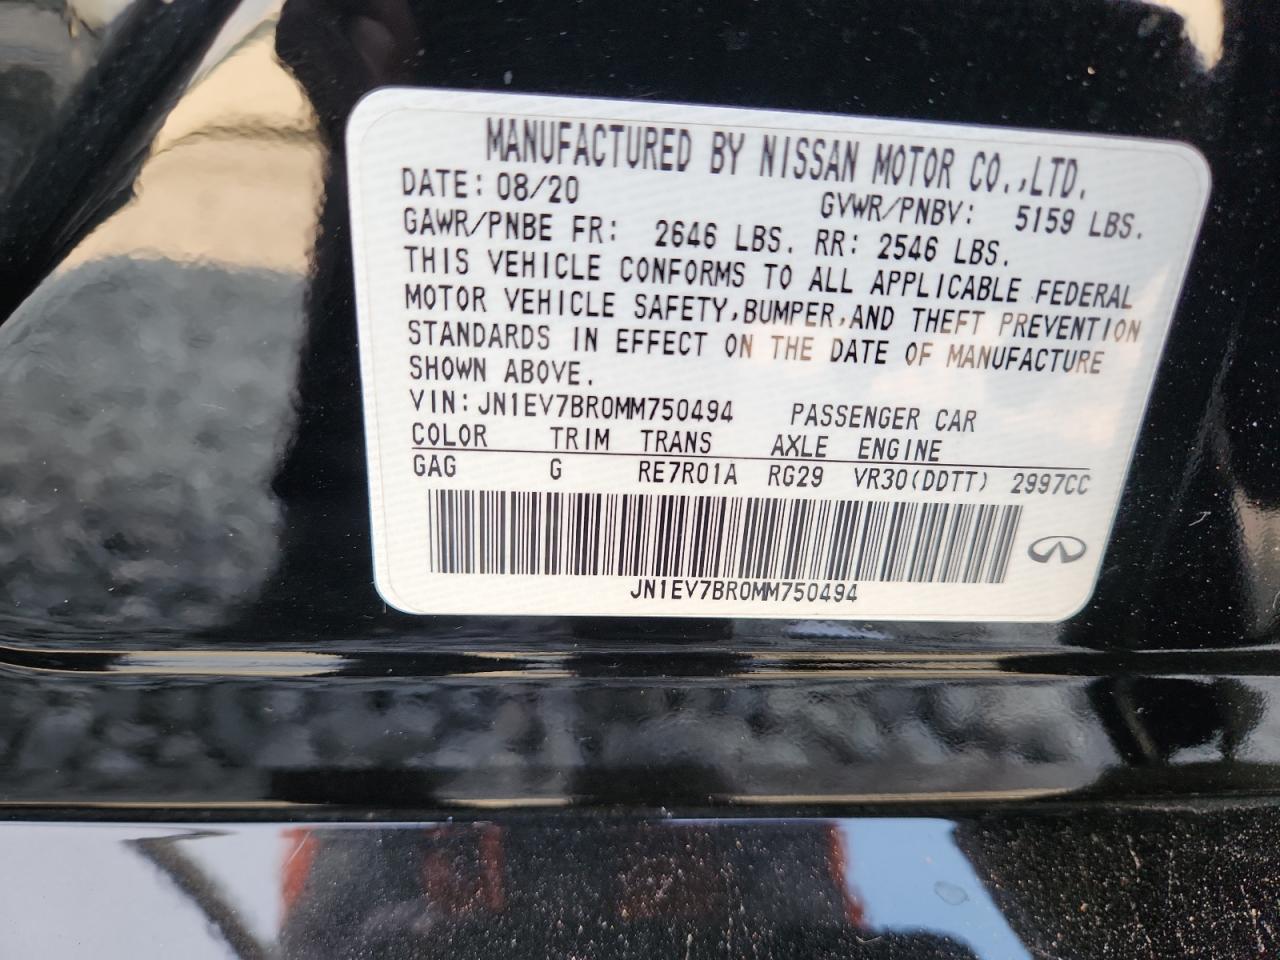 MANUFACTURED BY NISSAN MOTOR CO.,LTD.
DATE: 08/20 GVWR/PNBV: 5159 LBS.
GAWR/PNBE FR: 2646 LBS. RR: 2546 LBS.
THIS VEHICLE CONFORMS TO ALL APPLICABLE FEDERAL
MOTOR VEHICLE SAFETY,BUMPER,AND THEFT PREVENTION
STANDARDS IN EFFECT ON THE DATE OF MANUFACTURE
SHOWN ABOVE.
VIN: JN1EV7BR0MM750494 PASSENGER CAR
COLOR TRIM TRANS AXLE ENGINE
GAG G RE7R01A RG29 VR30(DDTT) 2997CC
JN1EV7BR0MM750494